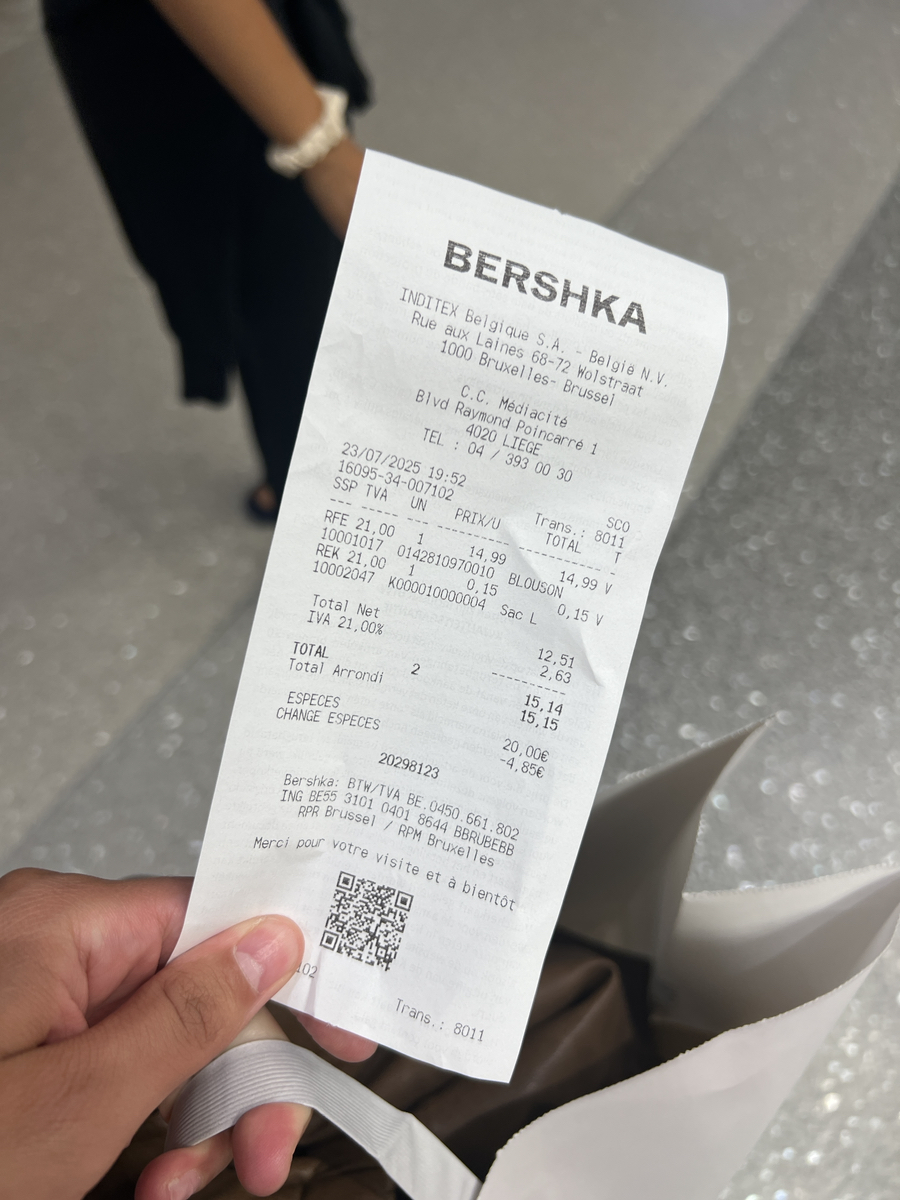 BERSHKA
INDITEX Belgique S.A. - België N.V.
Rue aux Laines 68-72 Wolstraat
1000 Bruxelles- Brussel
C.C. Médiacité
Blvd Raymond Poincarré 1
4020 LIEGE
TEL : 04 / 393 00 30
23/07/2025 19:52 SCO
16095-34-007102 Trans.: 8011
SSP TVA UN PRIX/U TOTAL T
RFE 21,00 1 14,99 14,99 V
10001017 0142810970010 BLOUSON
REK 21,00 1 0,15 0,15 V
10002047 K000010000004 Sac L
Total Net 12,51
IVA 21,00% 2,63
TOTAL 2 15,14
Total Arrondi 15,15
ESPECES 20,00€
CHANGE ESPECES -4,85€
20298123
Bershka: BTW/TVA BE.0450.661.802
ING BE55 3101 0401 8644 BBRUBEBB
RPR Brussel / RPM Bruxelles
Merci pour votre visite et à bientôt
102
Trans.: 8011